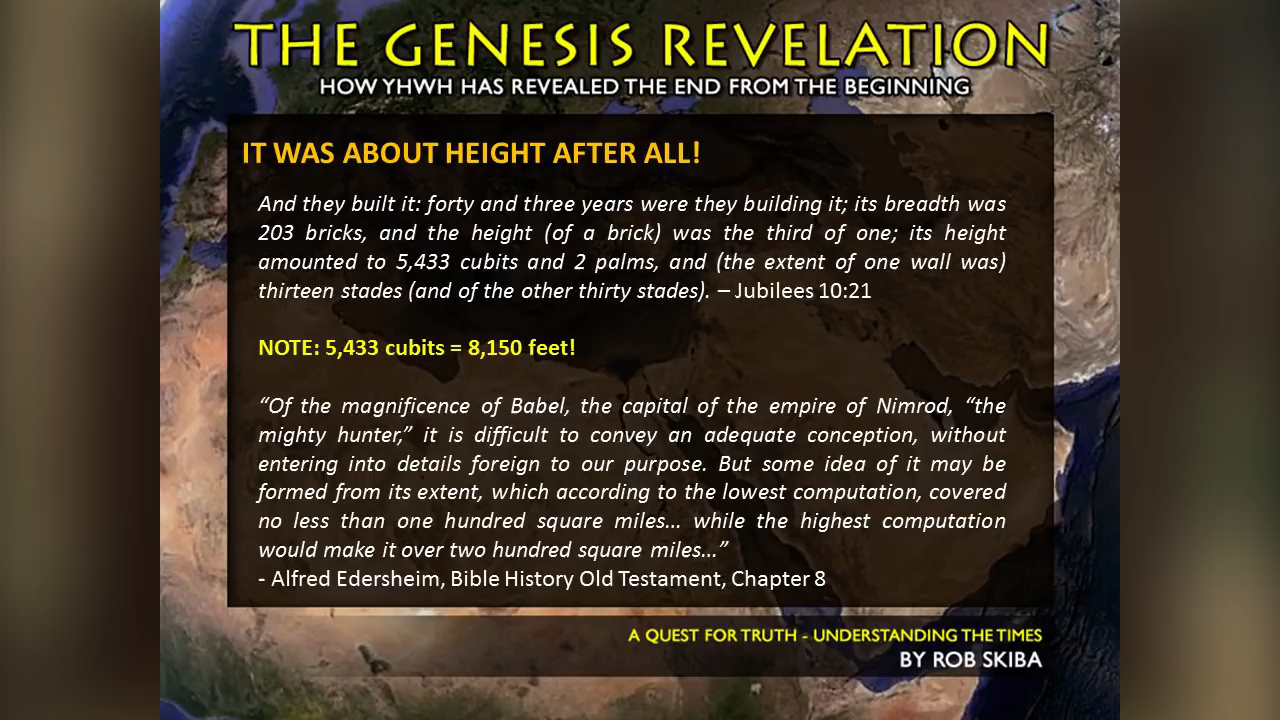 THE GENESIS REVELATION
HOW YHWH HAS REVEALED THE END FROM THE BEGINNING
IT WAS ABOUT HEIGHT AFTER ALL!
And they built it: forty and three years were they building it; its breadth was
203 bricks, and the height (of a brick) was the third of one; its height
amounted to 5,433 cubits and 2 palms, and (the extent of one wall was)
thirteen stades (and of the other thirty stades). – Jubilees 10:21
NOTE: 5,433 cubits = 8,150 feet!
“Of the magnificence of Babel, the capital of the empire of Nimrod, “the
mighty hunter,” it is difficult to convey an adequate conception, without
entering into details foreign to our purpose. But some idea of it may be
formed from its extent, which according to the lowest computation, covered
no less than one hundred square miles… while the highest computation
would make it over two hundred square miles…”
- Alfred Edersheim, Bible History Old Testament, Chapter 8
A QUEST FOR TRUTH - UNDERSTANDING THE TIMES
BY ROB SKIBA